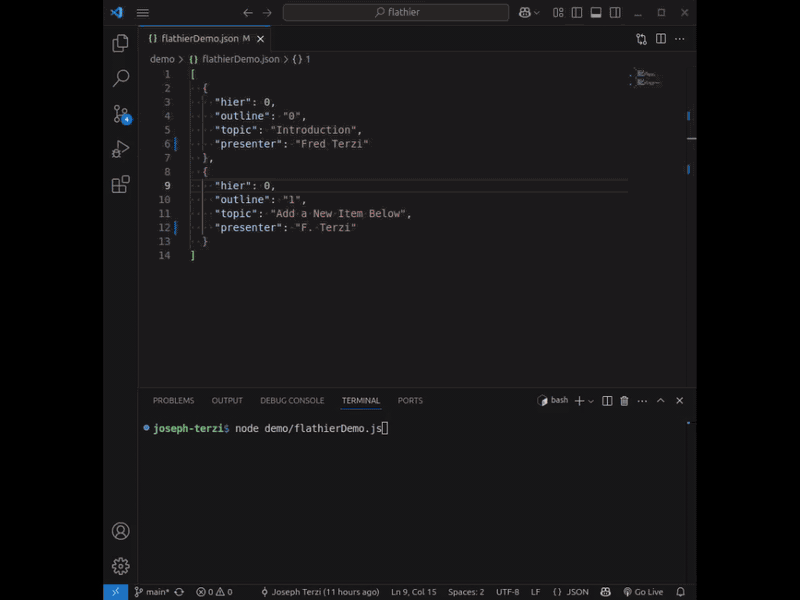 flathier
flathierDemo.json M
demo > flathierDemo.json > {} 1
1 [
2 {
3 "hier": 0,
4 "outline": "0",
5 "topic": "Introduction",
6 "presenter": "Fred Terzi"
7 },
8 {
9 "hier": 0,
10 "outline": "1",
11 "topic": "Add a New Item Below",
12 "presenter": "F. Terzi"
13 }
14 ]
4
PROBLEMS OUTPUT DEBUG CONSOLE TERMINAL PORTS bash
joseph-terzi$ node demo/flathierDemo.js
main* 0 0 Joseph Terzi (11 hours ago) Ln 9, Col 15 Spaces: 2 UTF-8 LF {} JSON Go Live